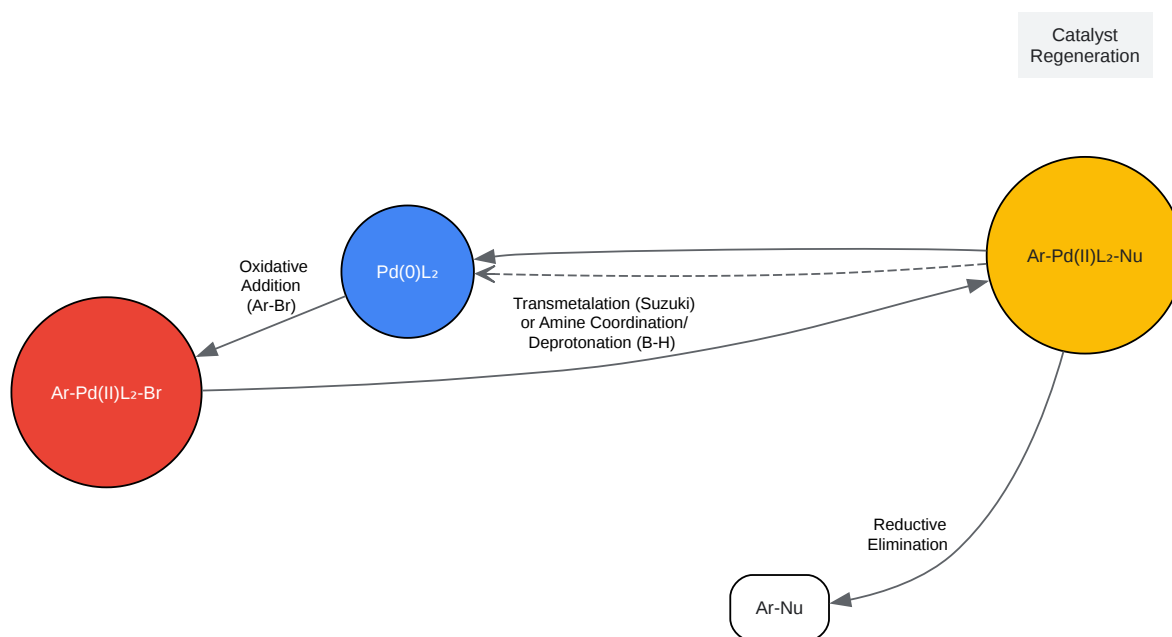 Catalyst
Regeneration
Ar-Pd(II)L₂-Nu
Pd(0)L₂
Oxidative
Addition
(Ar-Br)
Transmetalation (Suzuki)
or Amine Coordination/
Deprotonation (B-H)
Ar-Pd(II)L₂-Br
Reductive
Elimination
Ar-Nu